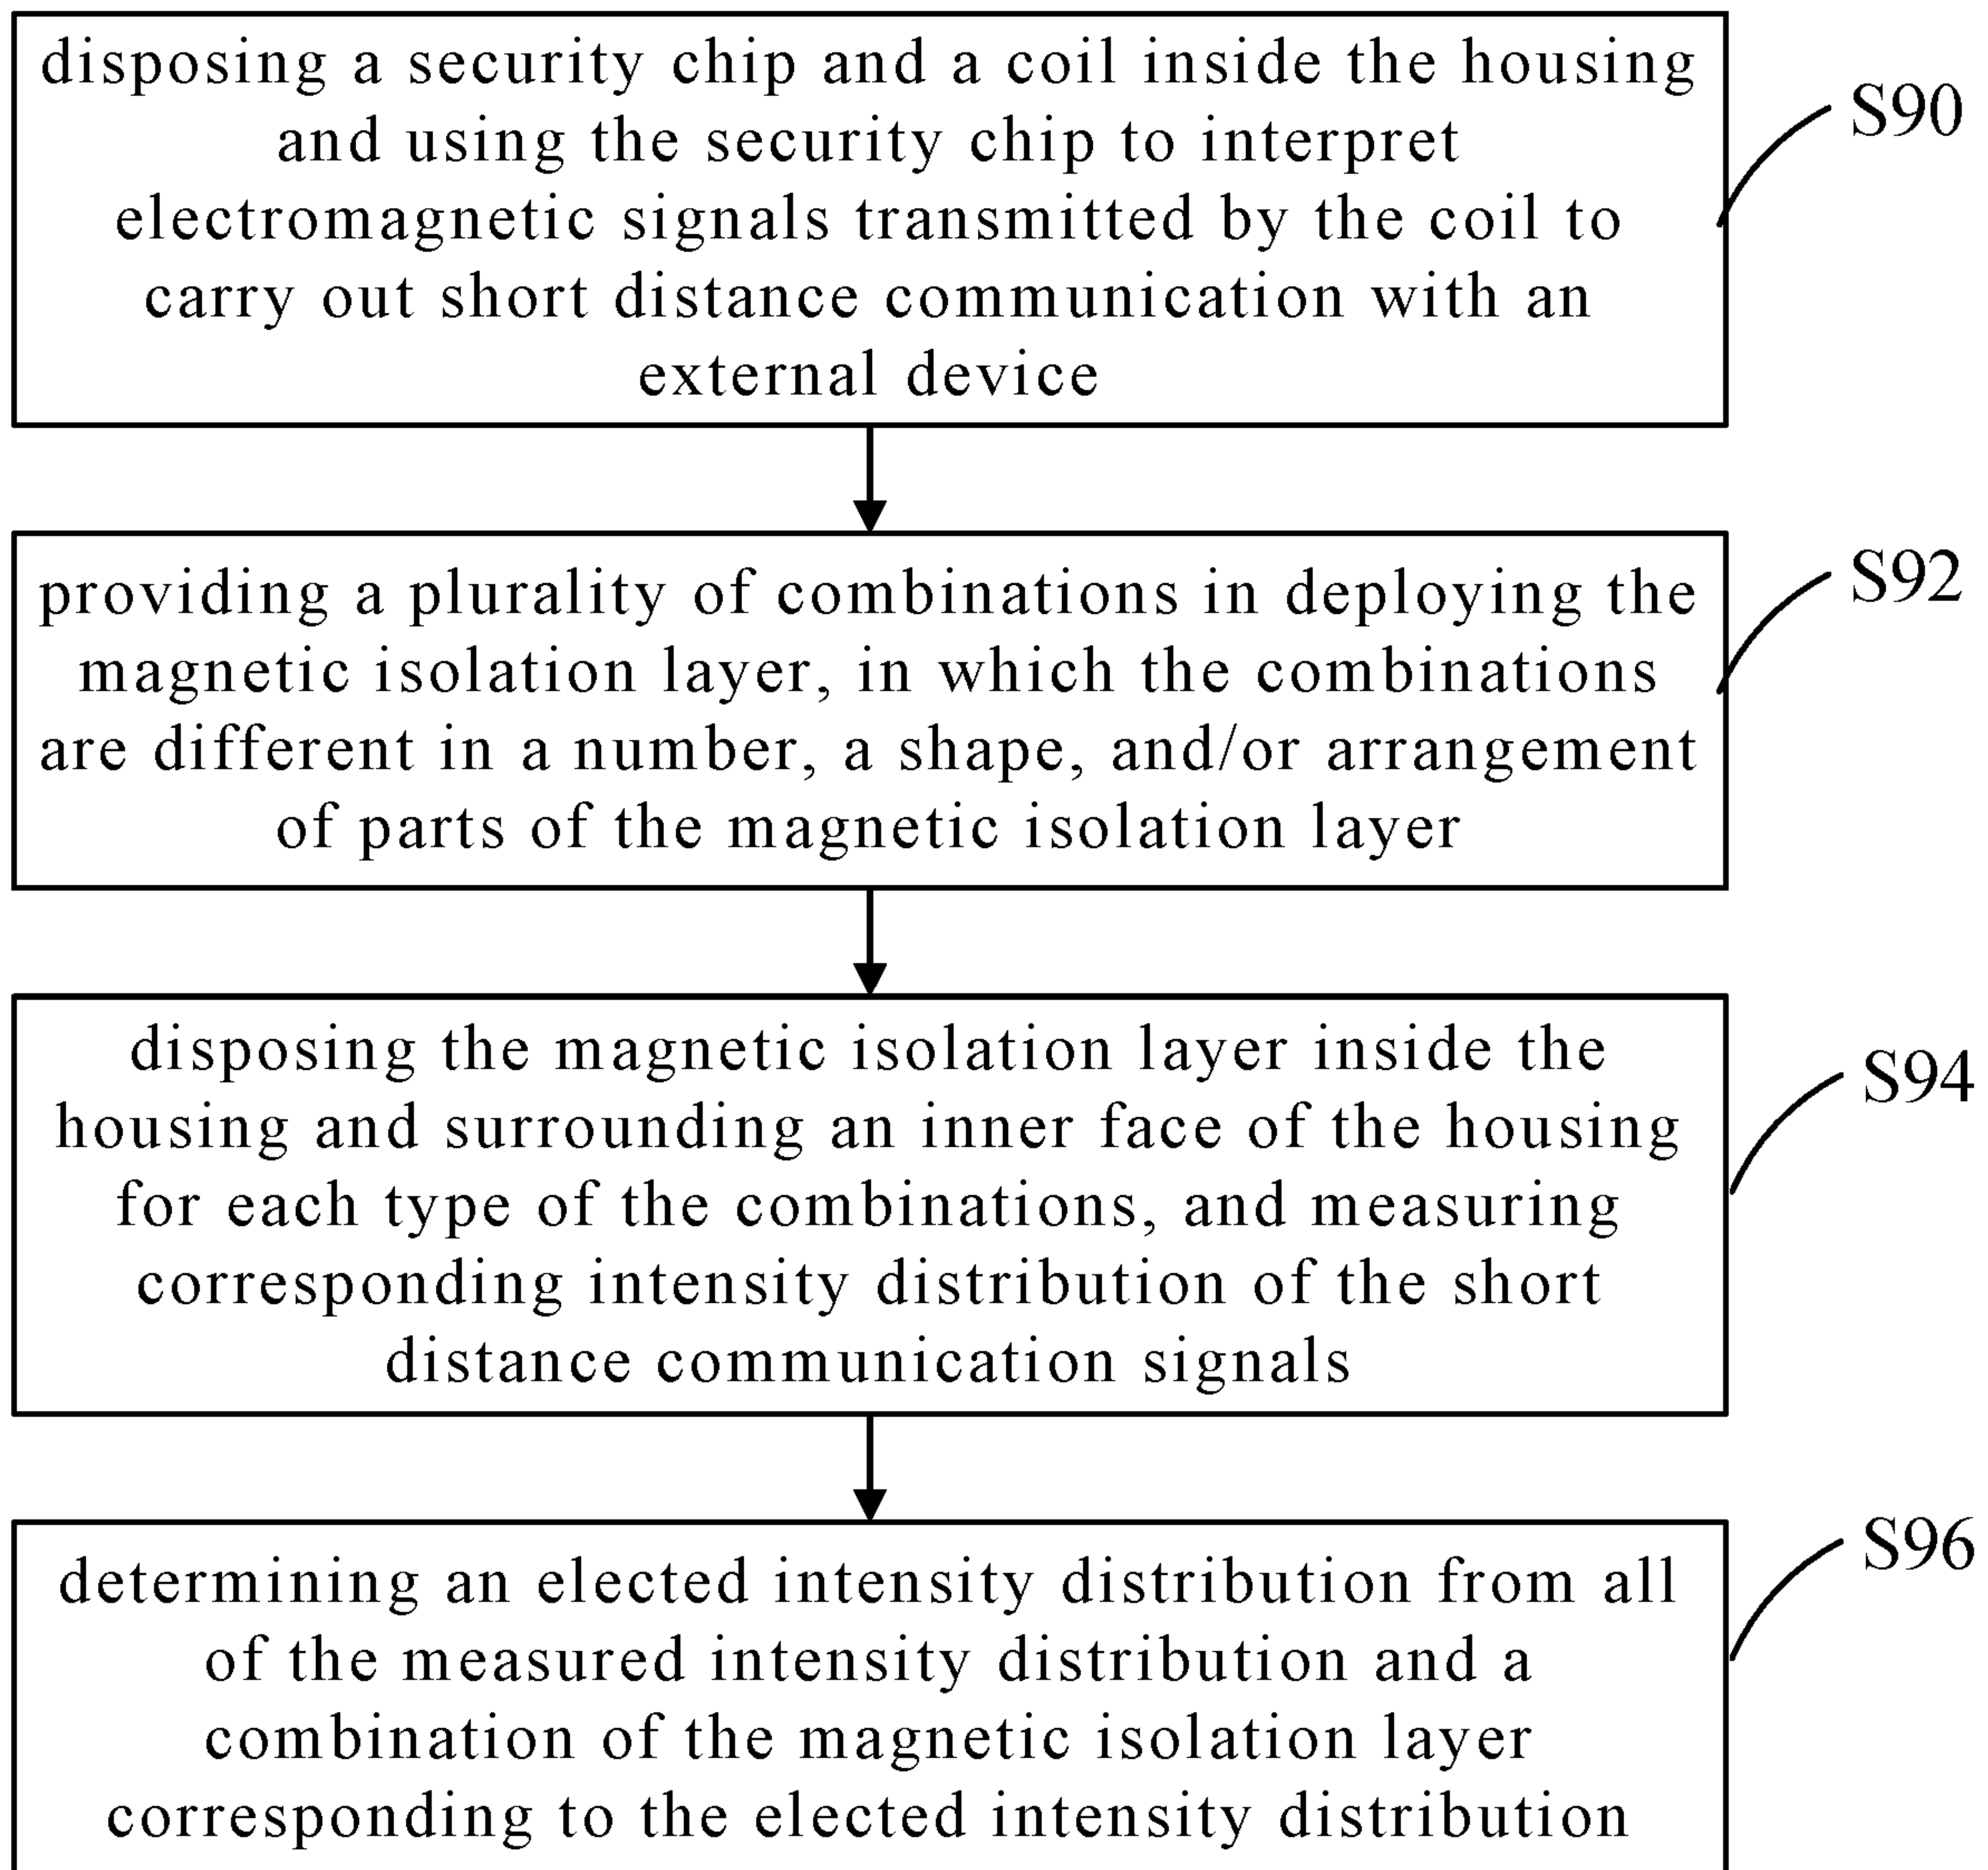 disposing a security chip and a coil inside the housing
and using the security chip to interpret
electromagnetic signals transmitted by the coil to
carry out short distance communication with an
external device
S90
providing a plurality of combinations in deploying the
magnetic isolation layer, in which the combinations
are different in a number, a shape, and/or arrangement
of parts of the magnetic isolation layer
S92
disposing the magnetic isolation layer inside the
housing and surrounding an inner face of the housing
for each type of the combinations, and measuring
corresponding intensity distribution of the short
distance communication signals
S94
determining an elected intensity distribution from all
of the measured intensity distribution and a
combination of the magnetic isolation layer
corresponding to the elected intensity distribution
S96